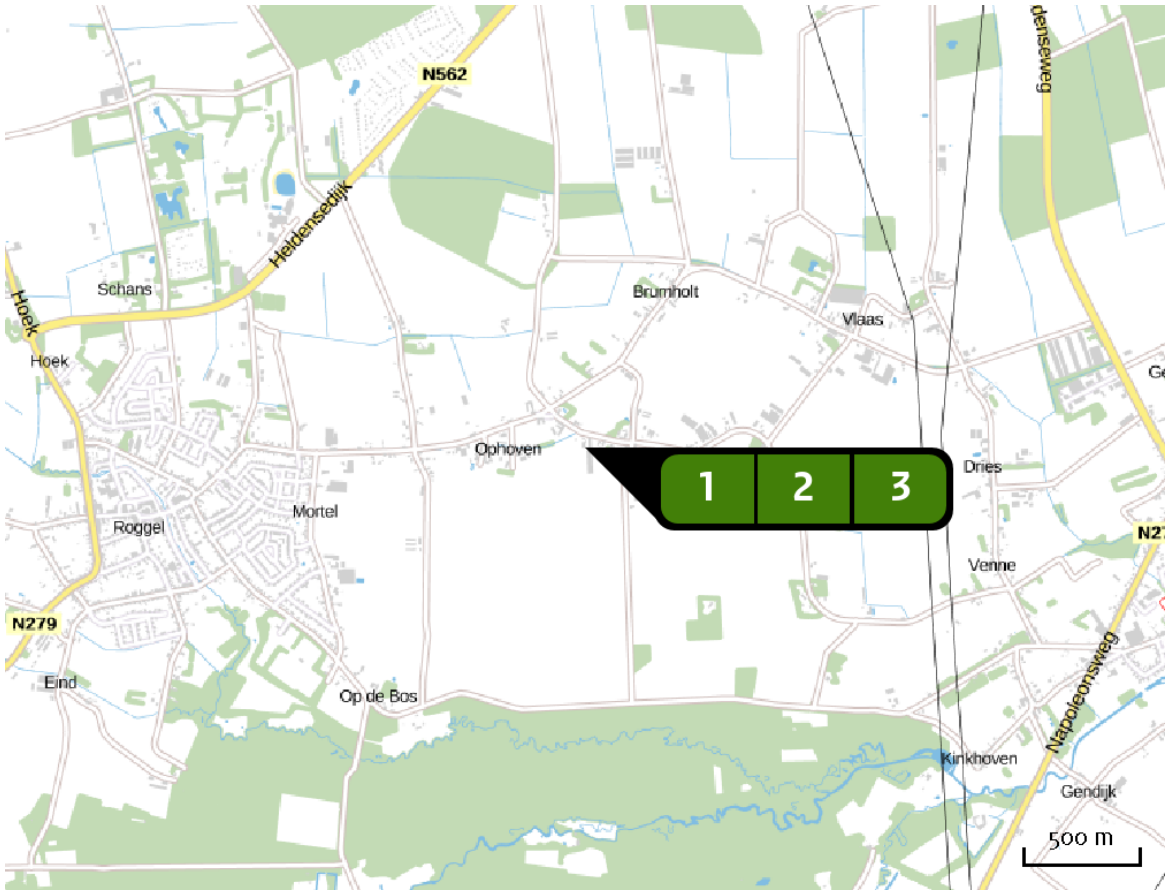 denseweg
N562
Heldensedijk
Schans
Brumholt
Hoek
Vlaas
Hoek
Ge
Ophoven
Dries
1 2 3
Mortel
Roggel
N27
Venne
N279
Eind
Op de Bos
Napoleonsweg
Kinkhoven
Gendijk
500 m